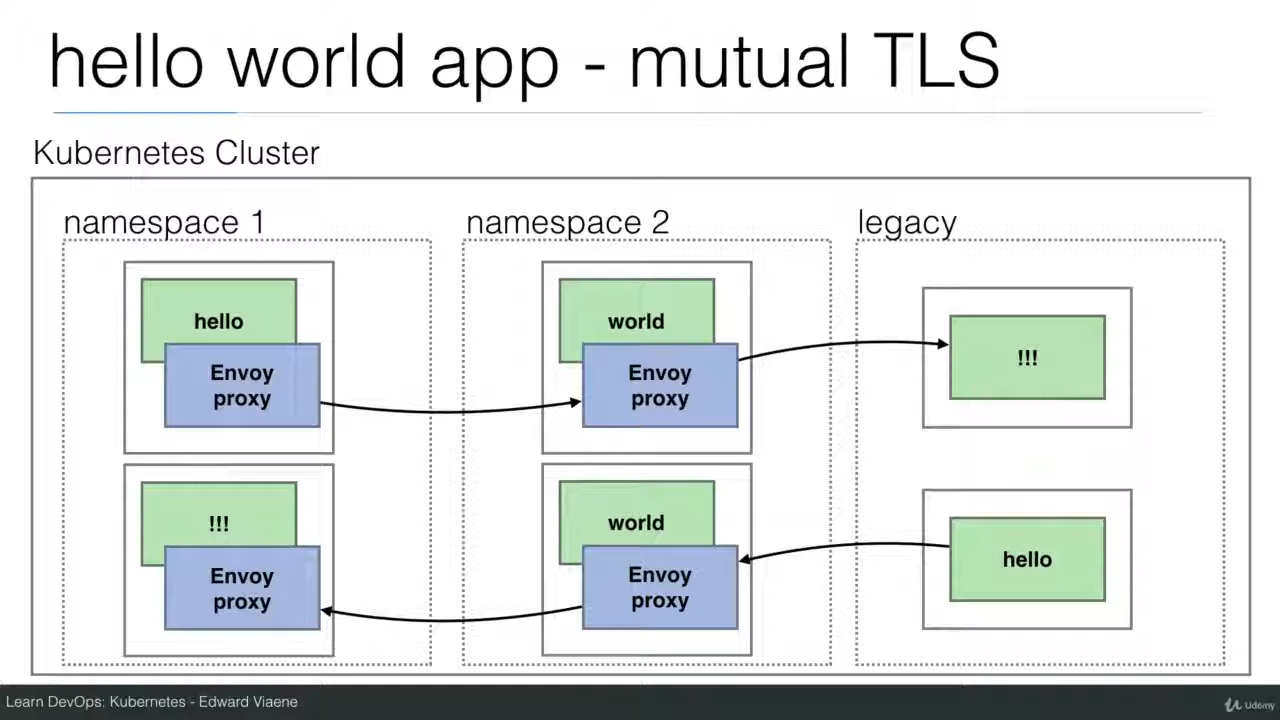 hello world app - mutual TLS
Kubernetes Cluster
namespace 1
namespace 2
legacy
hello
Envoy
proxy
world
Envoy
proxy
!!!
!!!
Envoy
proxy
world
Envoy
proxy
hello
Learn DevOps: Kubernetes - Edward Viaene
Udemy